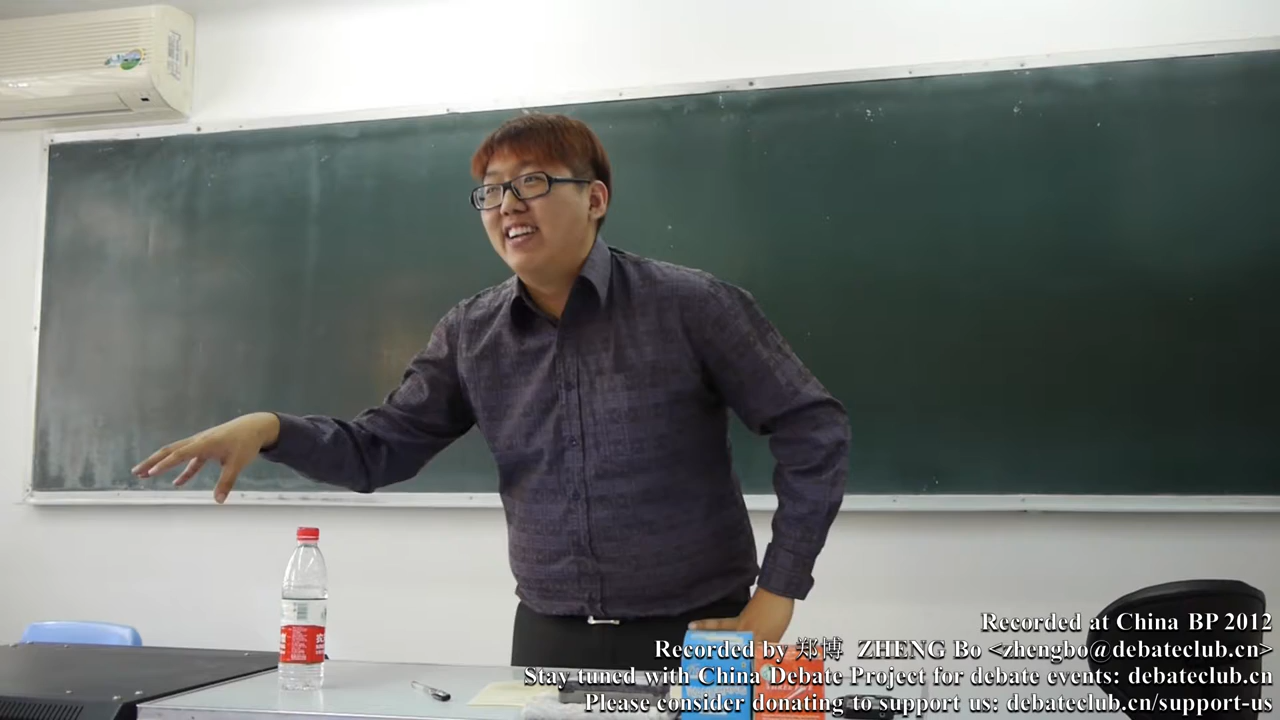 Recorded at China BP 2012
Recorded by 郑博 ZHENG Bo <zhengbo@debateclub.cn>
Stay tuned with China Debate Project for debate events: debateclub.cn
Please consider donating to support us: debateclub.cn/support-us